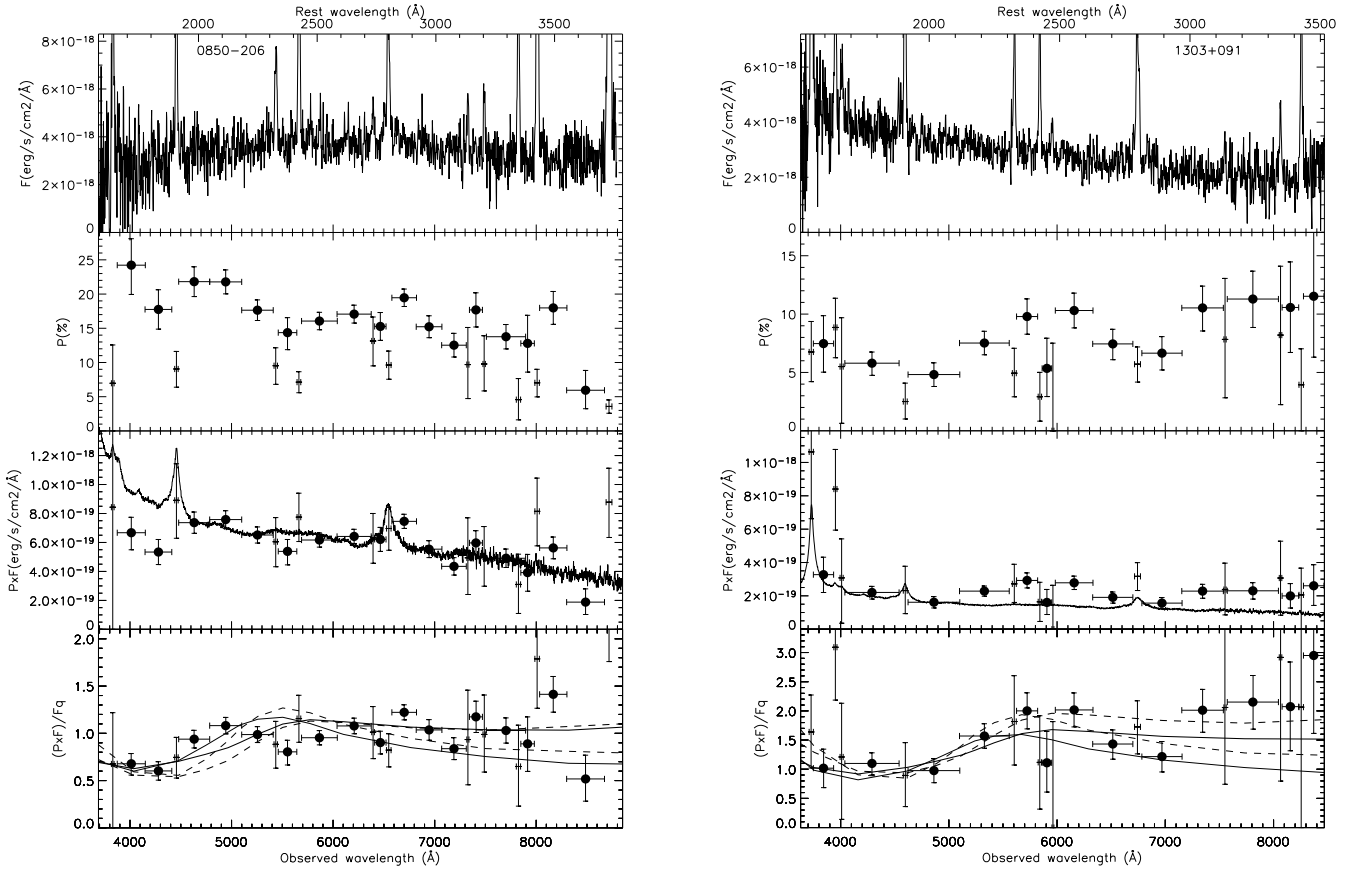 Rest wavelength (Å)
2000 2500 3000 3500
0850−206
F(erg/s/cm2/Å)
8×10⁻¹⁸
6×10⁻¹⁸
4×10⁻¹⁸
2×10⁻¹⁸
0
P(%)
25
20
15
10
5
0
PxF(erg/s/cm2/Å)
1.2×10⁻¹⁸
1.0×10⁻¹⁸
8.0×10⁻¹⁹
6.0×10⁻¹⁹
4.0×10⁻¹⁹
2.0×10⁻¹⁹
0
(PxF)/Fq
2.0
1.5
1.0
0.5
0.0
4000 5000 6000 7000 8000
Observed wavelength (Å)
Rest wavelength (Å)
2000 2500 3000 3500
1303+091
F(erg/s/cm2/Å)
6×10⁻¹⁸
4×10⁻¹⁸
2×10⁻¹⁸
0
P(%)
15
10
5
0
PxF(erg/s/cm2/Å)
1×10⁻¹⁸
8×10⁻¹⁹
6×10⁻¹⁹
4×10⁻¹⁹
2×10⁻¹⁹
0
(PxF)/Fq
3.0
2.5
2.0
1.5
1.0
0.5
0.0
4000 5000 6000 7000 8000
Observed wavelength (Å)